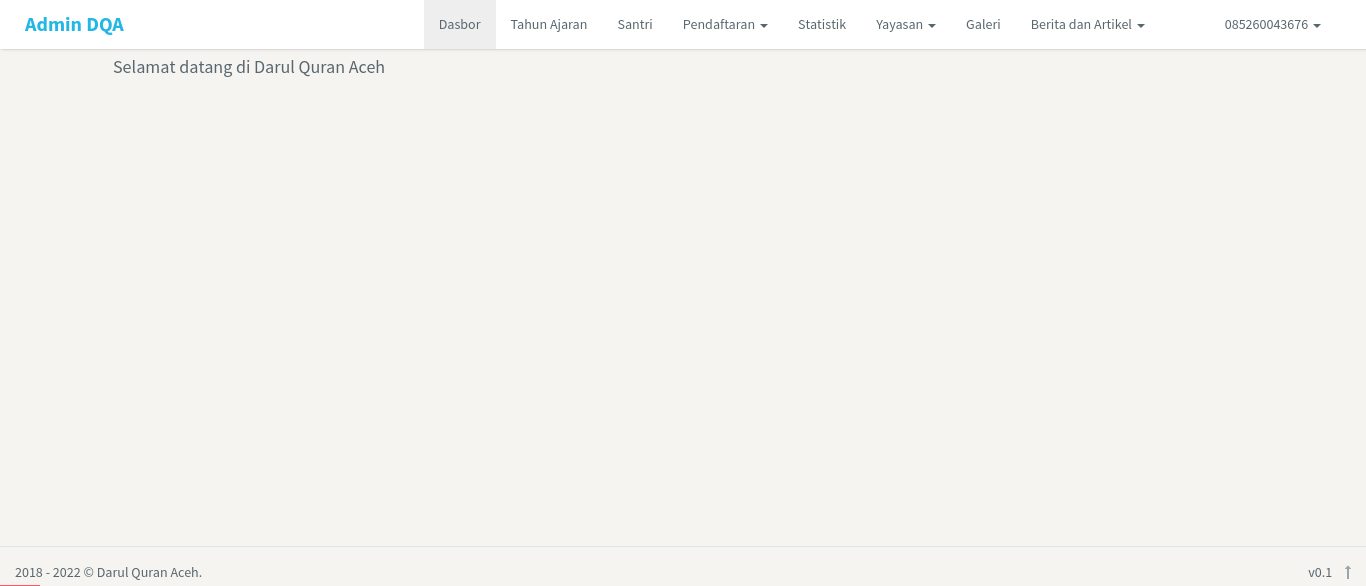 Admin DQA Dasbor Tahun Ajaran Santri Pendaftaran Statistik Yayasan Galeri Berita dan Artikel 085260043676
Selamat datang di Darul Quran Aceh
2018 - 2022 © Darul Quran Aceh. v0.1